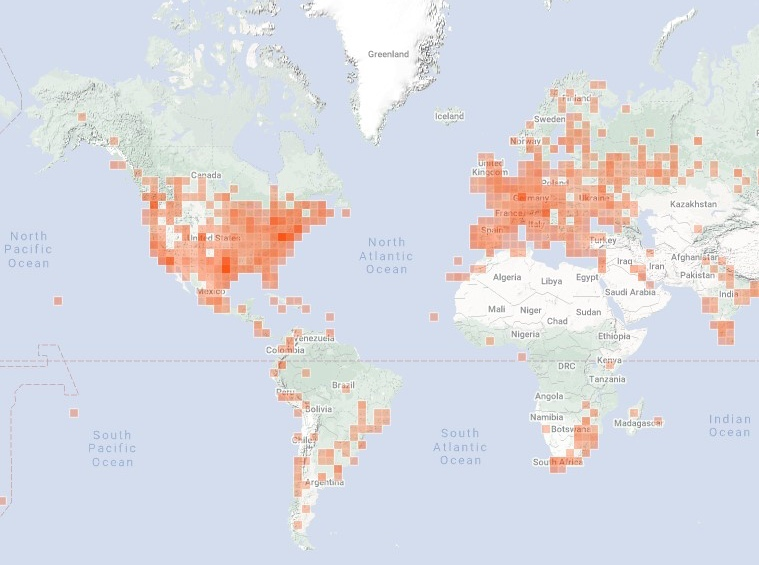 Greenland
Iceland
Finland
Sweden
Norway
United
Kingdom
Canada
Poland
Germany
Ukraine
Kazakhstan
France
Italy
Spain
Turkey
United States
North
Pacific
Ocean
North
Atlantic
Ocean
Afghanistan
Iraq
Iran
Pakistan
Algeria
Libya
Egypt
Saudi Arabia
India
Mexico
Mali
Niger
Chad
Sudan
Nigeria
Ethiopia
Venezuela
Colombia
DRC
Kenya
Tanzania
Peru
Brazil
Angola
Bolivia
Namibia
Botswana
Madagascar
Indian
Ocean
South
Pacific
Ocean
Chile
South
Atlantic
Ocean
South Africa
Argentina